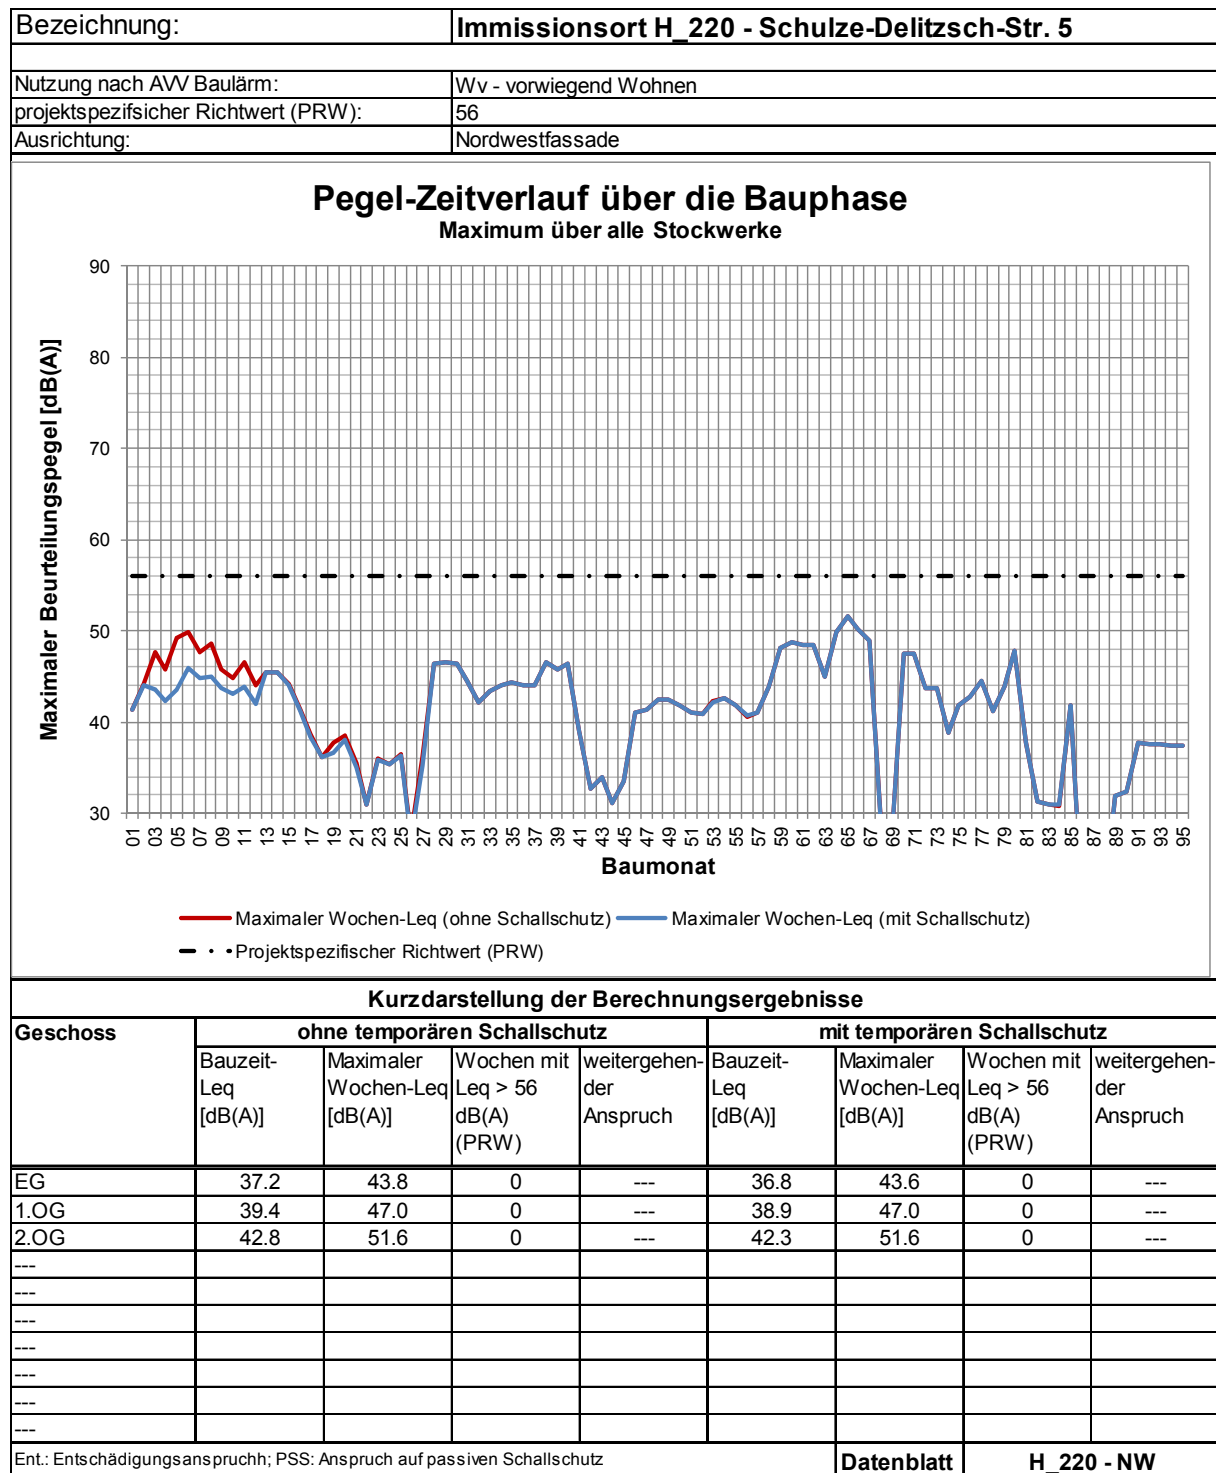 Bezeichnung: Immissionsort H_220 - Schulze-Delitzsch-Str. 5
Nutzung nach AVV Baulärm: Wv - vorwiegend Wohnen
projektspezifsicher Richtwert (PRW): 56
Ausrichtung: Nordwestfassade
Pegel-Zeitverlauf über die Bauphase
Maximum über alle Stockwerke
Maximaler Beurteilungspegel [dB(A)]
90
80
70
60
50
40
30
01 03 05 07 09 11 13 15 17 19 21 23 25 27 29 31 33 35 37 39 41 43 45 47 49 51 53 55 57 59 61 63 65 67 69 71 73 75 77 79 81 83 85 87 89 91 93 95
Baumonat
Maximaler Wochen-Leq (ohne Schallschutz) Maximaler Wochen-Leq (mit Schallschutz)
Projektspezifischer Richtwert (PRW)
Kurzdarstellung der Berechnungsergebnisse
Geschoss ohne temporären Schallschutz mit temporären Schallschutz
Bauzeit- Maximaler Wochen mit weitergehen- Bauzeit- Maximaler Wochen mit weitergehen-
Leq Wochen-Leq Leq > 56 der Leq Wochen-Leq Leq > 56 der
[dB(A)] [dB(A)] dB(A) Anspruch [dB(A)] [dB(A)] dB(A) Anspruch
(PRW) (PRW)
EG 37.2 43.8 0 --- 36.8 43.6 0 ---
1.OG 39.4 47.0 0 --- 38.9 47.0 0 ---
2.OG 42.8 51.6 0 --- 42.3 51.6 0 ---
---
---
---
---
---
---
---
Ent.: Entschädigungsanspruchh; PSS: Anspruch auf passiven Schallschutz Datenblatt H_220 - NW